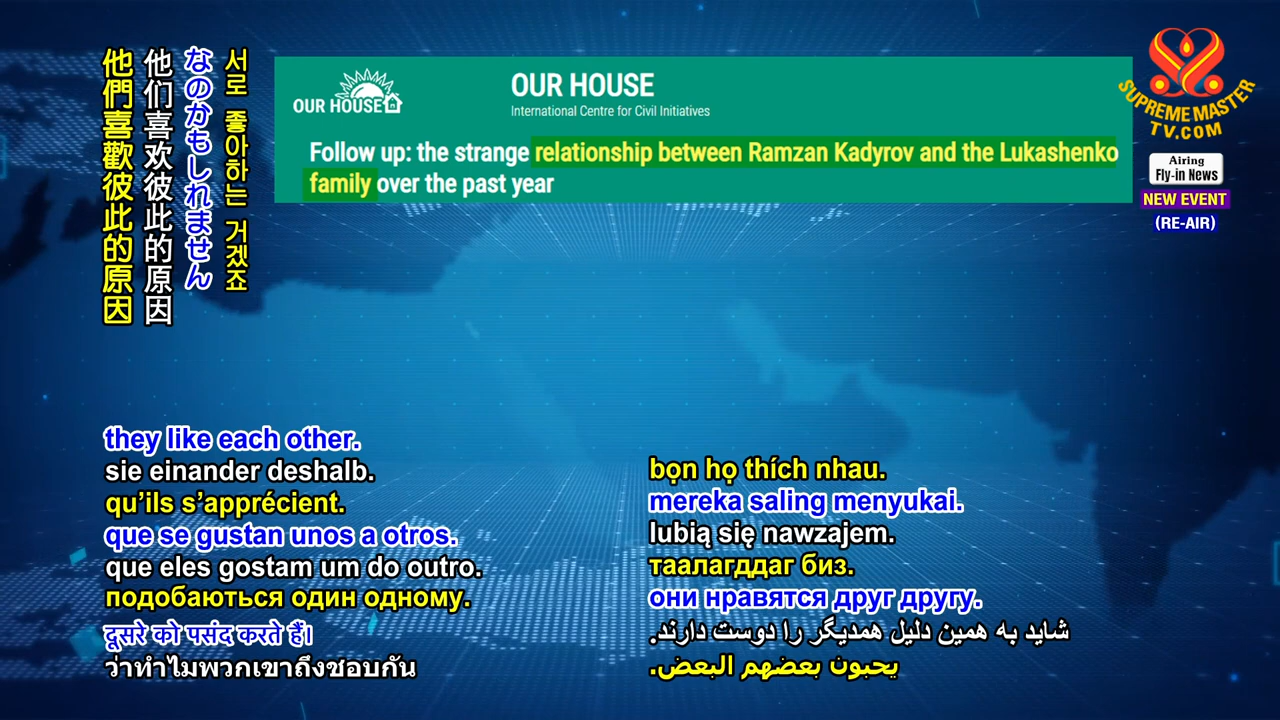 서로 좋아하는 거겠죠
なのかもしれません
他们喜欢彼此的原因
他們喜歡彼此的原因
OUR HOUSE
OUR HOUSE
International Centre for Civil Initiatives
Follow up: the strange relationship between Ramzan Kadyrov and the Lukashenko
family over the past year
SUPREME MASTER
TV.COM
Airing
Fly-in News
NEW EVENT
(RE-AIR)
they like each other.
sie einander deshalb.
qu’ils s’apprécient.
que se gustan unos a otros.
que eles gostam um do outro.
подобаються один одному.
दूसरे को पसंद करते हैं।
ว่าทำไมพวกเขาถึงชอบกัน
bọn họ thích nhau.
mereka saling menyukai.
lubią się nawzajem.
таалагддаг биз.
они нравятся друг другу.
شاید به همین دلیل همدیگر را دوست دارند.
يحبون بعضهم البعض.